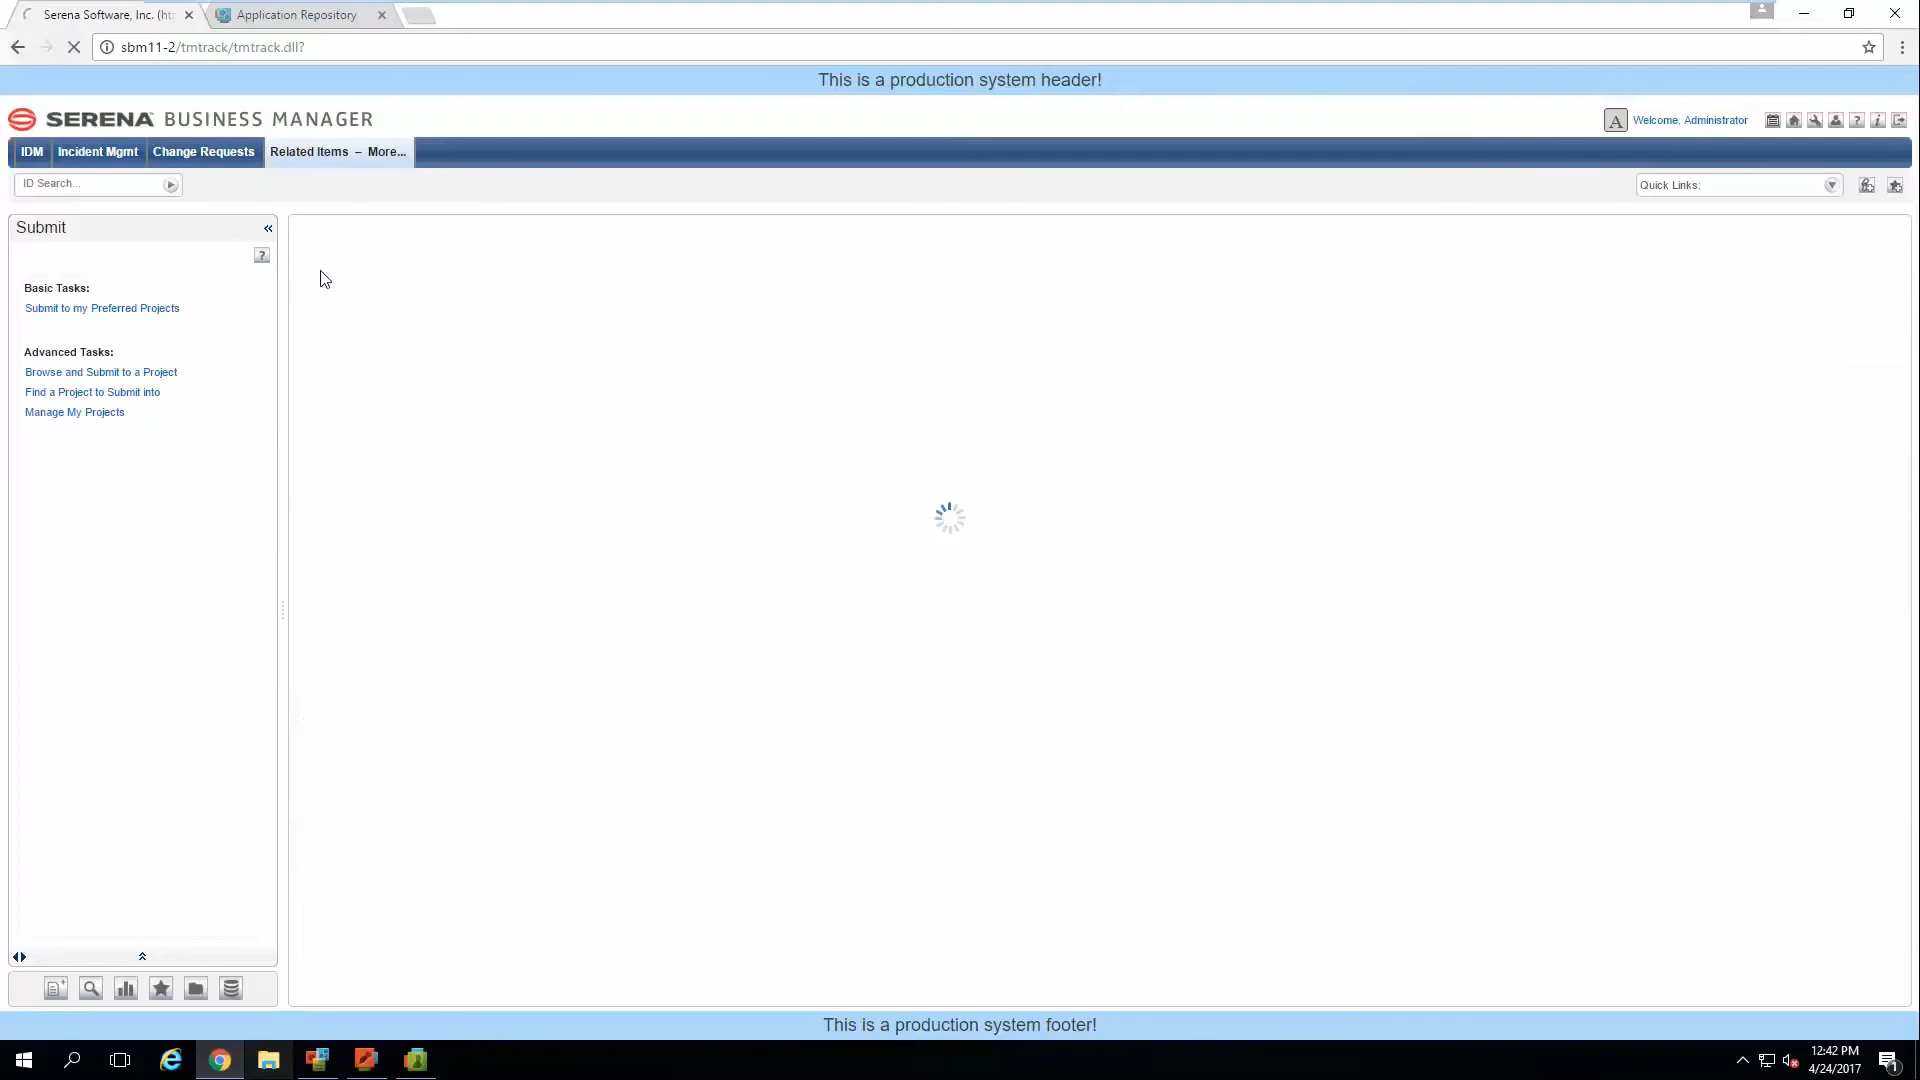 Serena Software, Inc. (htt
Application Repository
sbm11-2/tmtrack/tmtrack.dll?
This is a production system header!
SERENA BUSINESS MANAGER
A
Welcome, Administrator
IDM
Incident Mgmt
Change Requests
Related Items – More...
ID Search...
Quick Links:
Submit
Basic Tasks:
Submit to my Preferred Projects
Advanced Tasks:
Browse and Submit to a Project
Find a Project to Submit into
Manage My Projects
This is a production system footer!
12:42 PM
4/24/2017
1